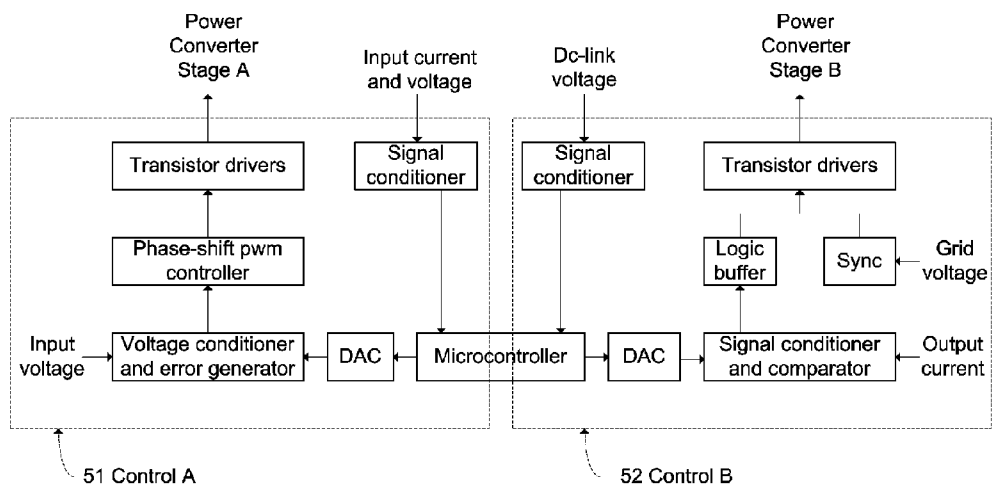 Power
Converter
Stage A
Input current
and voltage
Dc-link
voltage
Power
Converter
Stage B
Transistor drivers
Signal
conditioner
Signal
conditioner
Transistor drivers
Phase-shift pwm
controller
Logic
buffer
Sync
Grid
voltage
Input
voltage
Voltage conditioner
and error generator
DAC
Microcontroller
DAC
Signal conditioner
and comparator
Output
current
51 Control A
52 Control B